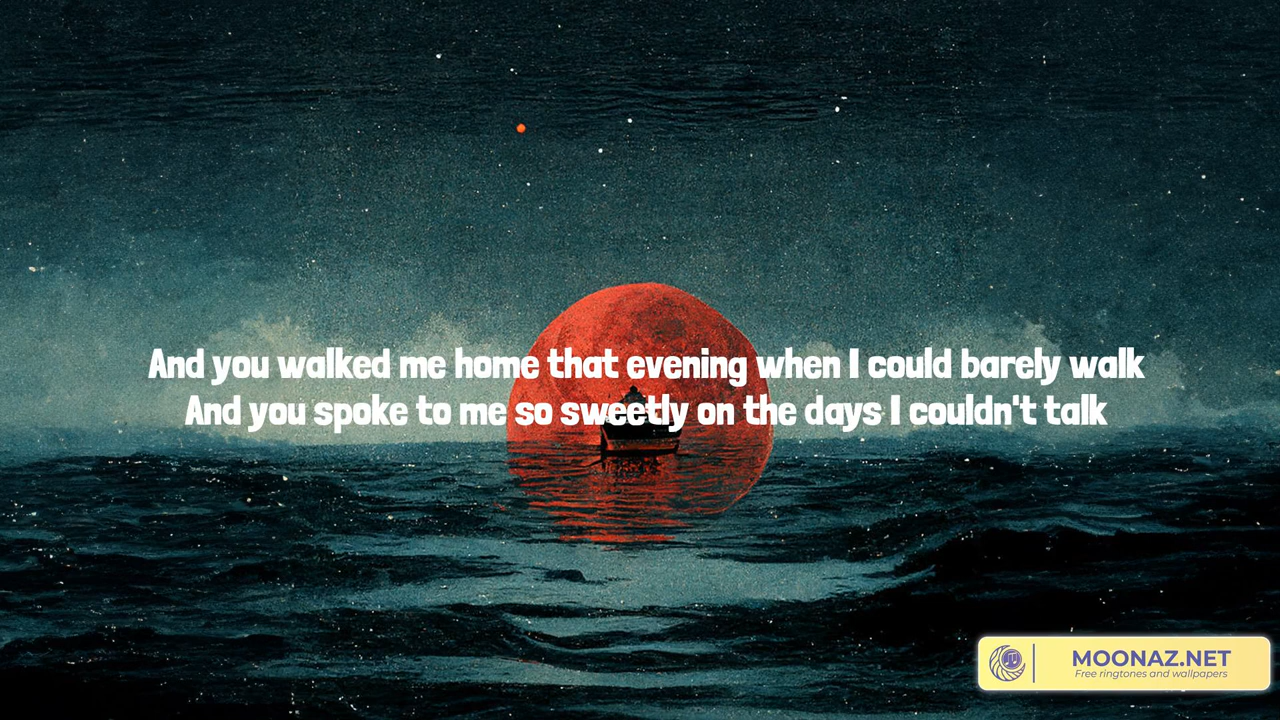 And you walked me home that evening when I could barely walk
And you spoke to me so sweetly on the days I couldn't talk
MOONAZ.NET
Free ringtones and wallpapers